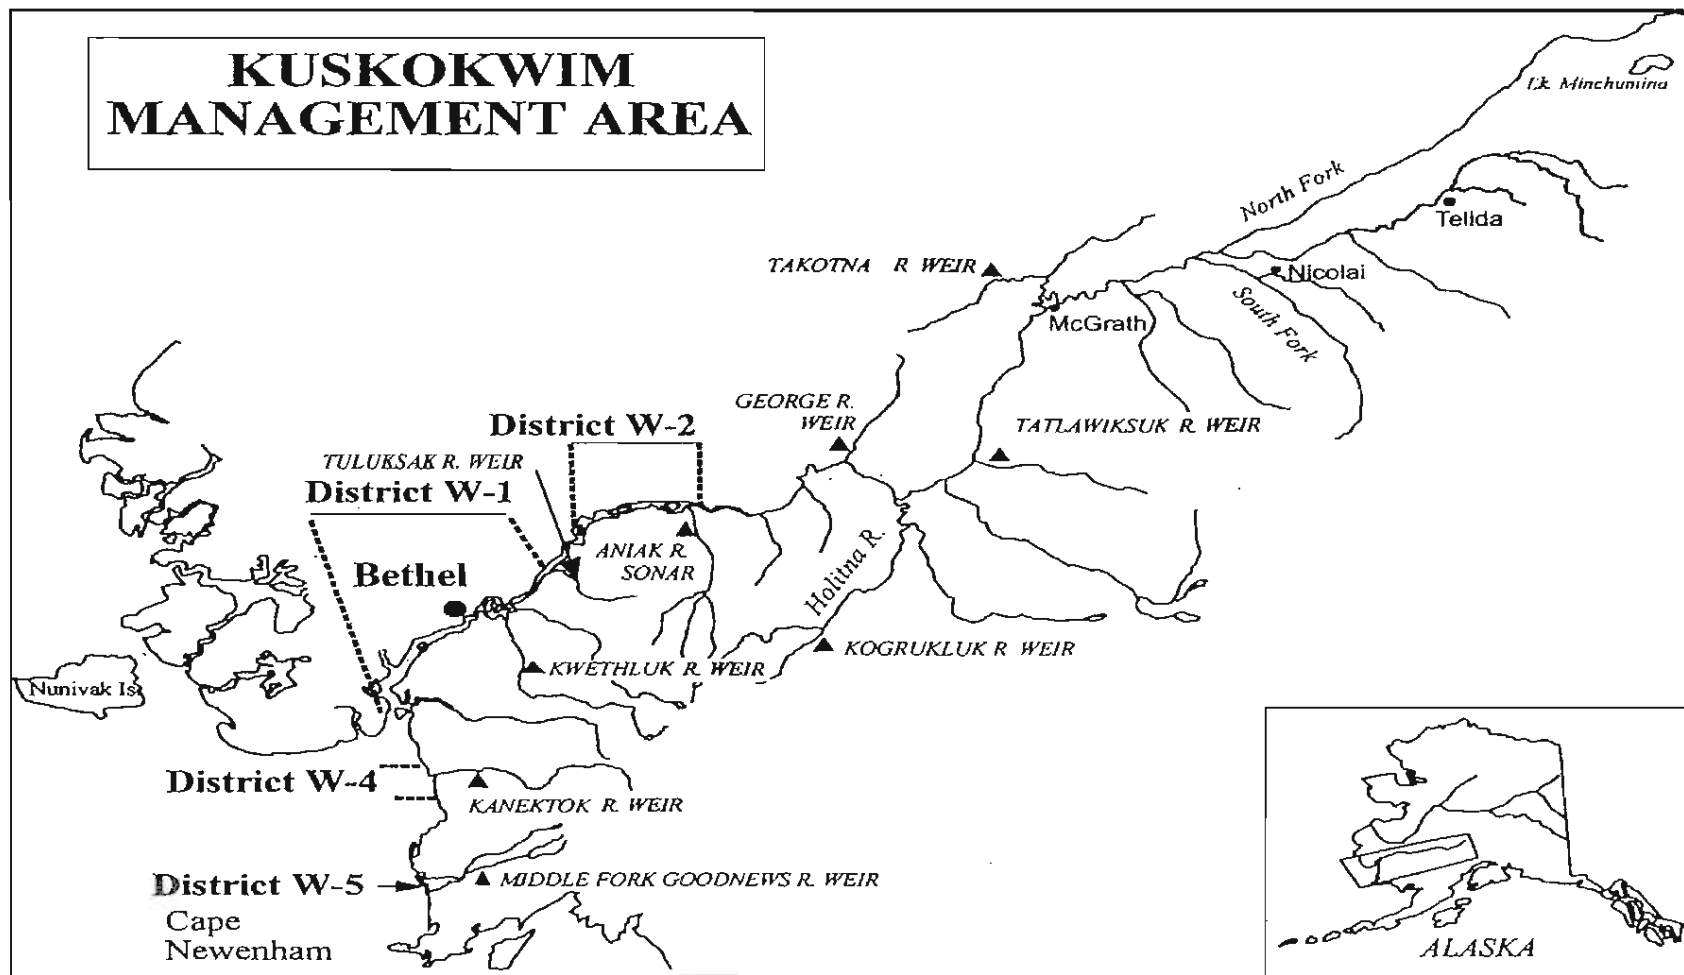 KUSKOKWIM
MANAGEMENT AREA
Lk Minchumina
North Fork
Telida
TAKOTNA R WEIR
Nicolai
South Fork
McGrath
GEORGE R.
WEIR
TATLAWIKSUK R. WEIR
District W-2
TULUKSAK R. WEIR
District W-1
ANIAK R.
SONAR
Holitna R.
Bethel
KOGRUKLUK R WEIR
KWETHLUK R. WEIR
Nunivak Is
District W-4
KANEKTOK R. WEIR
District W-5
MIDDLE FORK GOODNEWS R. WEIR
Cape
Newenham
ALASKA